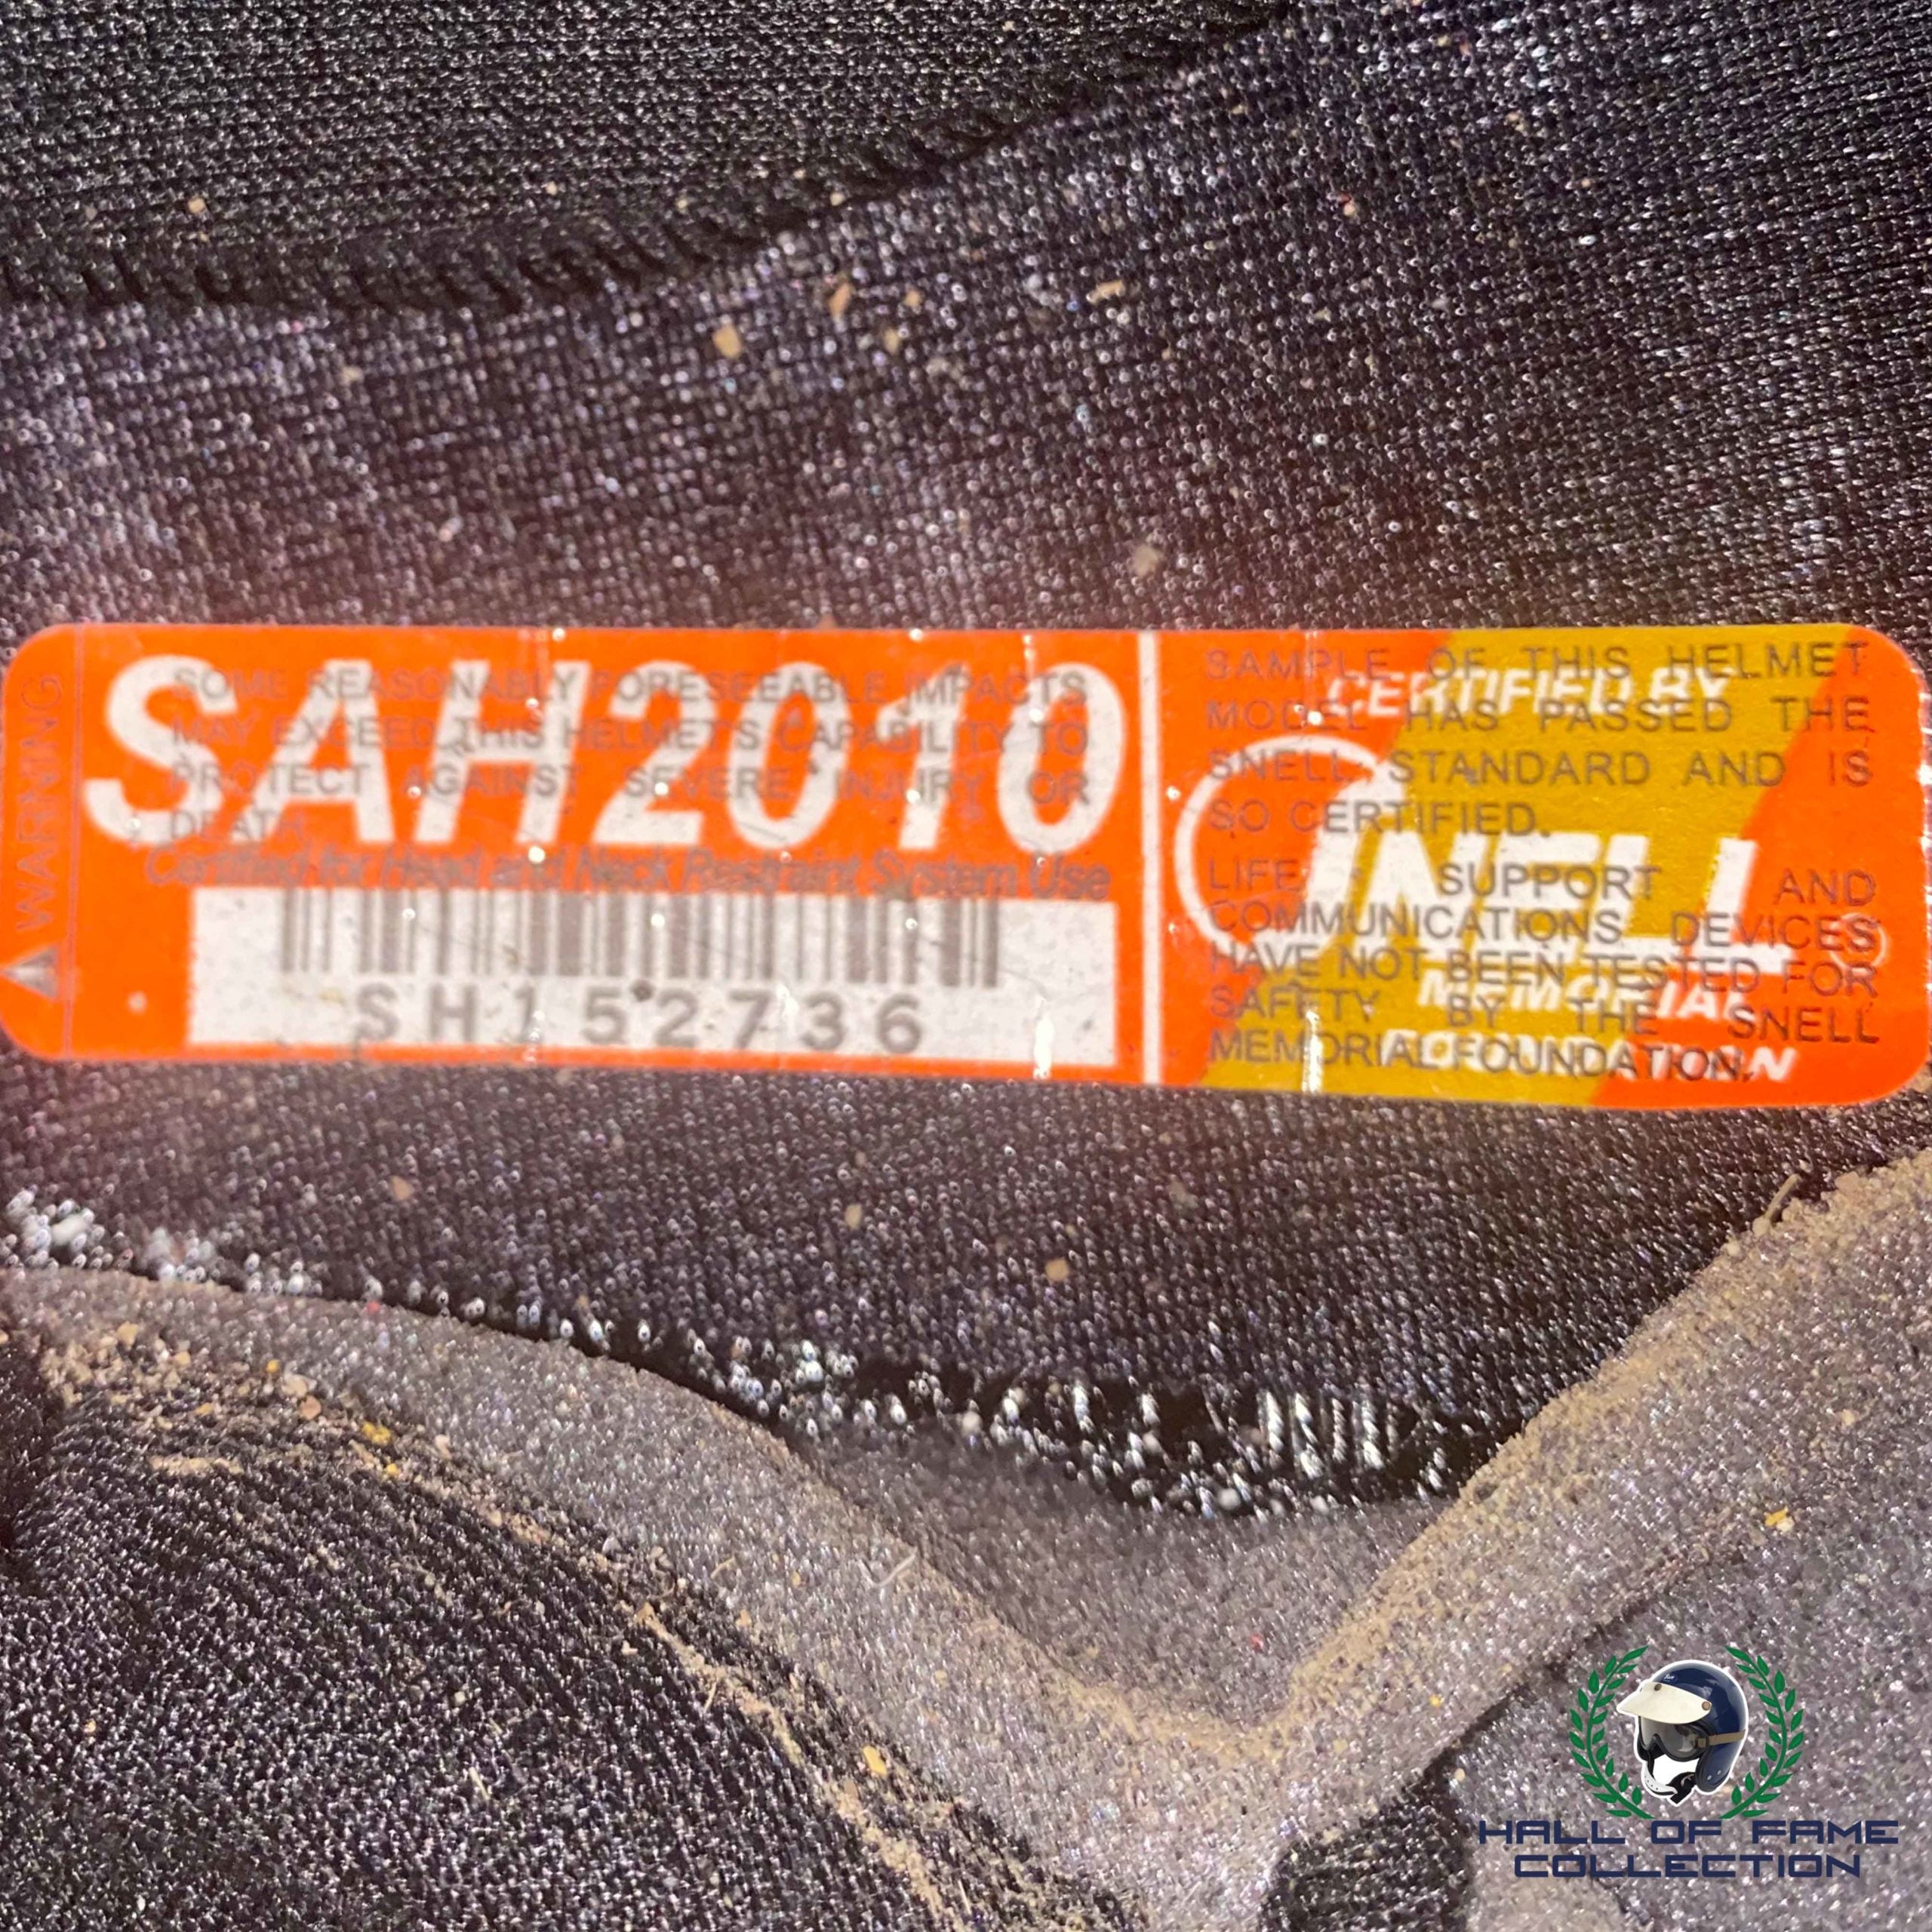 WARNING
SAH2010
SOME REASONABLY FORESEEABLE IMPACTS
MAY EXCEED THIS HELMET'S CAPABILITY TO
PROTECT AGAINST SEVERE INJURY OR
DEATH.
Certified for Head and Neck Restraint System Use
SH152736
CERTIFIED BY
SNELL®
MEMORIAL
FOUNDATION
SAMPLE OF THIS HELMET
MODEL HAS PASSED THE
SNELL STANDARD AND IS
SO CERTIFIED.
LIFE SUPPORT AND
COMMUNICATIONS DEVICES
HAVE NOT BEEN TESTED FOR
SAFETY BY THE SNELL
MEMORIAL FOUNDATION.
HALL OF FAME
COLLECTION